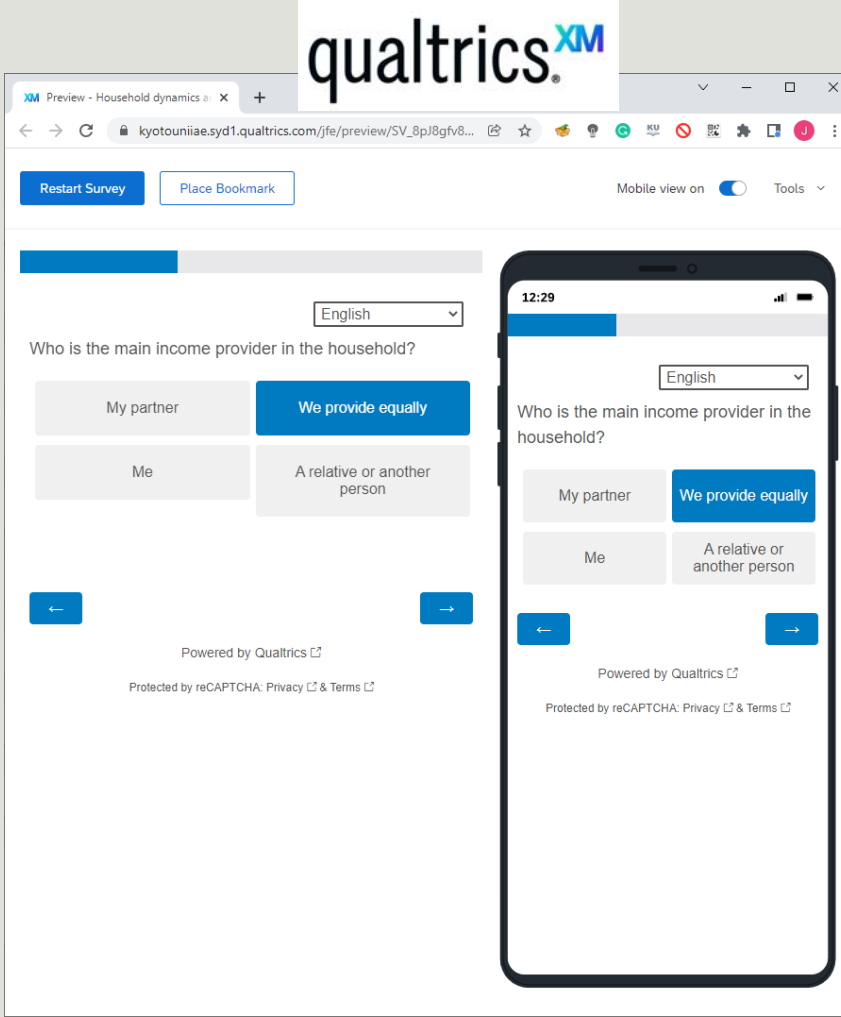 qualtrics.XM
XM Preview - Household dynamics a
kyotouniiae.syd1.qualtrics.com/jfe/preview/SV_8pJ8gfv8...
KU
J
Restart Survey
Place Bookmark
Mobile view on
Tools
English
Who is the main income provider in the household?
My partner
We provide equally
Me
A relative or another
person
←
→
Powered by Qualtrics
Protected by reCAPTCHA: Privacy & Terms
12:29
English
Who is the main income provider in the
household?
My partner
We provide equally
Me
A relative or
another person
←
→
Powered by Qualtrics
Protected by reCAPTCHA: Privacy & Terms